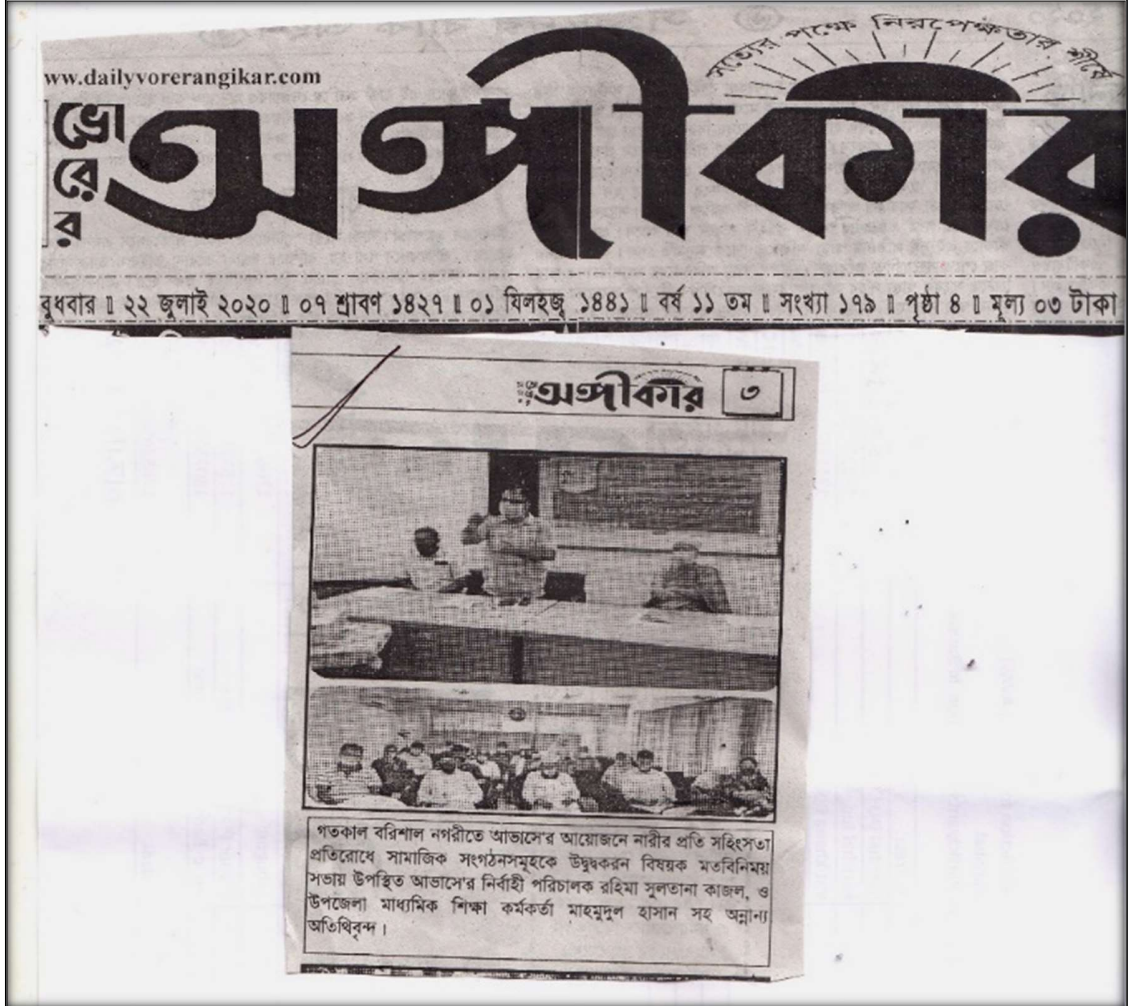 সত্যের পক্ষে নিরপেক্ষতার শীর্ষে
www.dailyvorerangikar.com
ভোরের অঙ্গীকার
বুধবার ॥ ২২ জুলাই ২০২০ ॥ ০৭ শ্রাবণ ১৪২৭ ॥ ০১ যিলহজ্ব ১৪৪১ ॥ বর্ষ ১১ তম ॥ সংখ্যা ১৭৯ ॥ পৃষ্ঠা ৪ ॥ মূল্য ০৩ টাকা
অঙ্গীকার ৩
গতকাল বরিশাল নগরীতে আভাসে'র আয়োজনে নারীর প্রতি সহিংসতা
প্রতিরোধে সামাজিক সংগঠনসমূহকে উদ্বুদ্ধকরন বিষয়ক মতবিনিময়
সভায় উপস্থিত আভাসে'র নির্বাহী পরিচালক রহিমা সুলতানা কাজল, ও
উপজেলা মাধ্যমিক শিক্ষা কর্মকর্তা মাহমুদুল হাসান সহ অন্নান্য
অতিথিবৃন্দ।